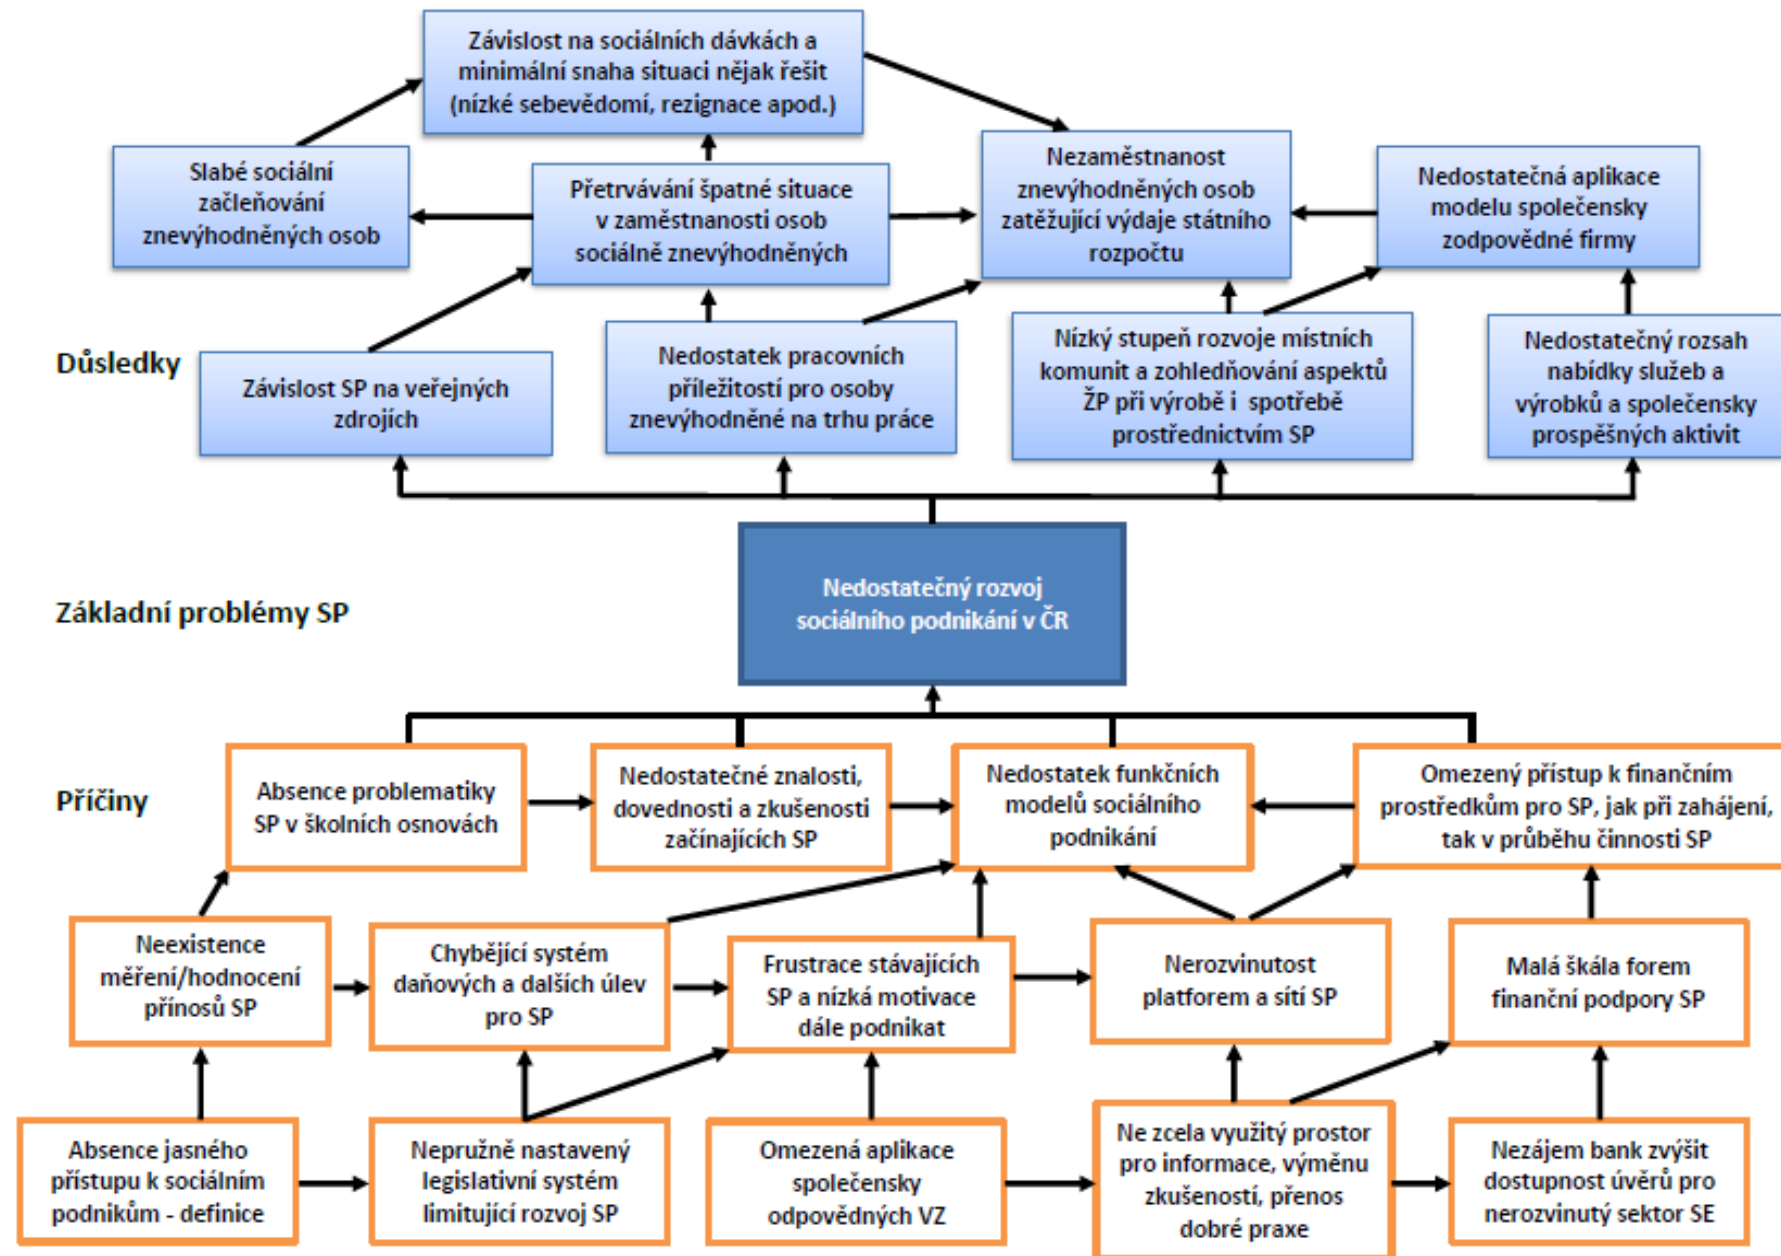 Závislost na sociálních dávkách a
minimální snaha situaci nějak řešit
(nízké sebevědomí, rezignace apod.)
Slabé sociální
začleňování
znevýhodněných osob
Přetrvávání špatné situace
v zaměstnanosti osob
sociálně znevýhodněných
Nezaměstnanost
znevýhodněných osob
zatěžující výdaje státního
rozpočtu
Nedostatečná aplikace
modelu společensky
zodpovědné firmy
Důsledky
Závislost SP na veřejných
zdrojích
Nedostatek pracovních
příležitostí pro osoby
znevýhodněné na trhu práce
Nízký stupeň rozvoje místních
komunit a zohledňování aspektů
ŽP při výrobě i spotřebě
prostřednictvím SP
Nedostatečný rozsah
nabídky služeb a
výrobků a společensky
prospěšných aktivit
Základní problémy SP
Nedostatečný rozvoj
sociálního podnikání v ČR
Příčiny
Absence problematiky
SP v školních osnovách
Nedostatečné znalosti,
dovednosti a zkušenosti
začínajících SP
Nedostatek funkčních
modelů sociálního
podnikání
Omezený přístup k finančním
prostředkům pro SP, jak při zahájení,
tak v průběhu činnosti SP
Neexistence
měření/hodnocení
přínosů SP
Chybějící systém
daňových a dalších úlev
pro SP
Frustrace stávajících
SP a nízká motivace
dále podnikat
Nerozvinutost
platforem a sítí SP
Malá škála forem
finanční podpory SP
Absence jasného
přístupu k sociálním
podnikům - definice
Nepružně nastavený
legislativní systém
limitující rozvoj SP
Omezená aplikace
společensky
odpovědných VZ
Ne zcela využitý prostor
pro informace, výměnu
zkušeností, přenos
dobré praxe
Nezájem bank zvýšit
dostupnost úvěrů pro
nerozvinutý sektor SE